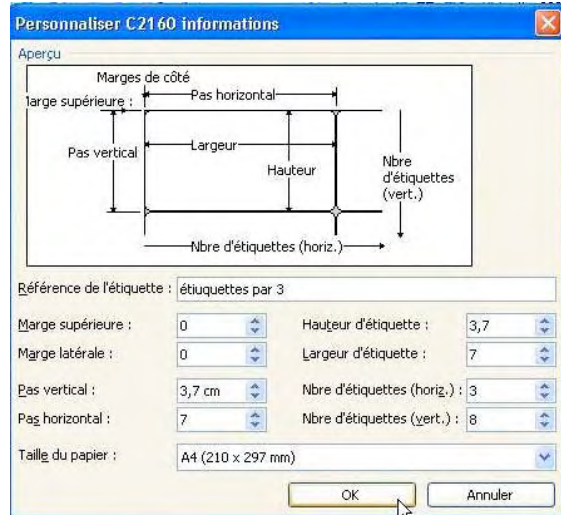 Personnaliser C2160 informations
Aperçu
Marges de côté
Pas horizontal
1arge supérieure :
Largeur
Pas vertical
Hauteur
Nbre
d'étiquettes
(vert.)
Nbre d'étiquettes (horiz.)
Référence de l'étiquette : étiuquettes par 3
Marge supérieure : 0 Hauteur d'étiquette : 3,7
Marge latérale : 0 Largeur d'étiquette : 7
Pas vertical : 3,7 cm Nbre d'étiquettes (horiz.) : 3
Pas horizontal : 7 Nbre d'étiquettes (vert.) : 8
Taille du papier : A4 (210 x 297 mm)
OK Annuler